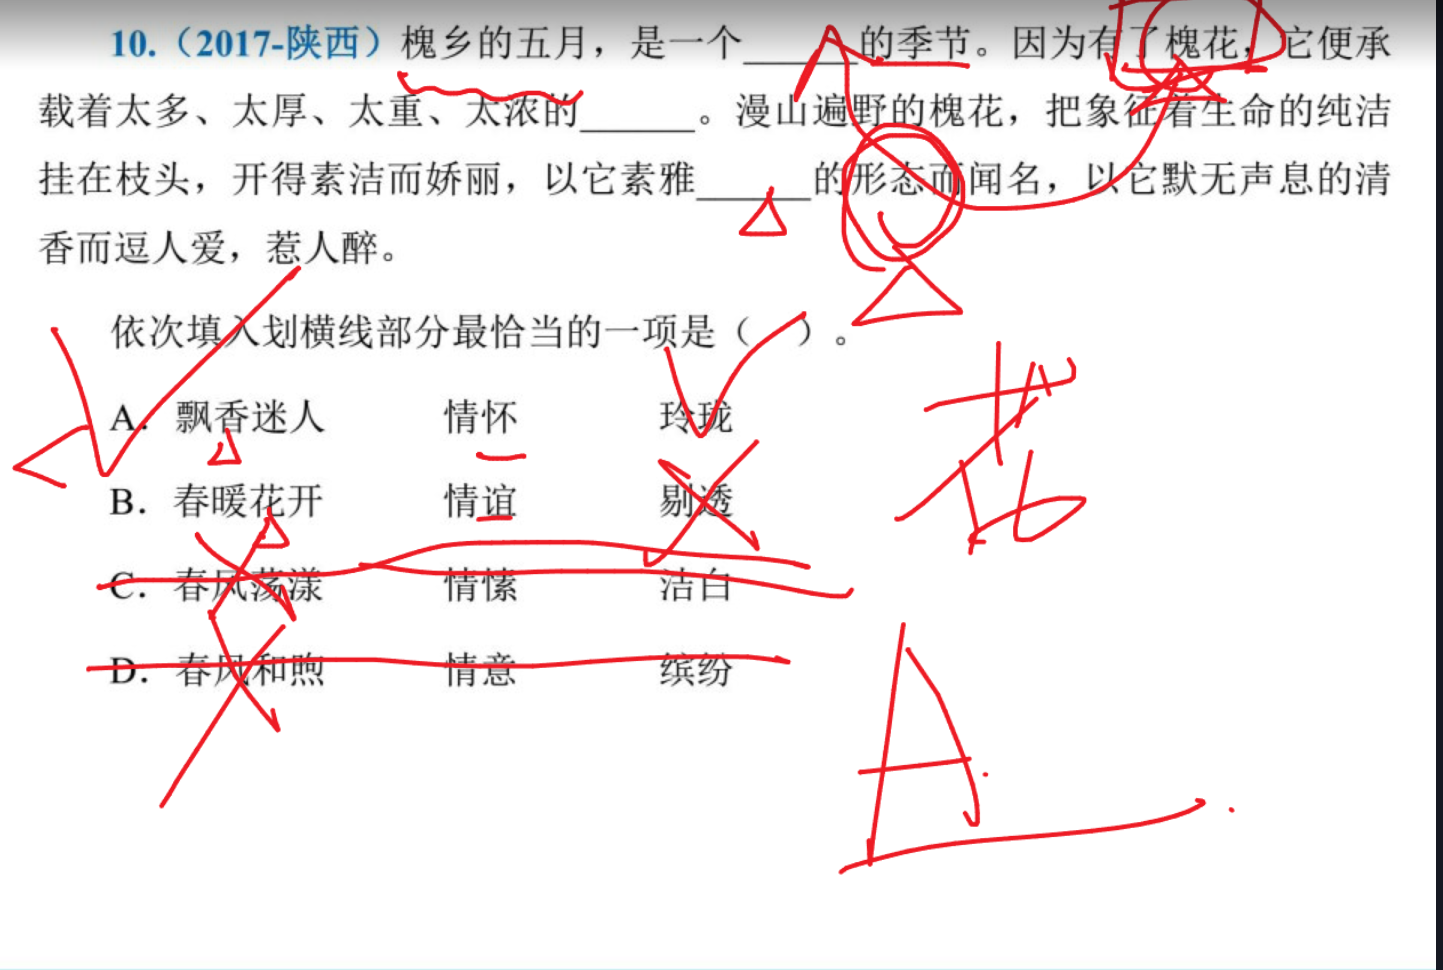 10.（2017-陕西）槐乡的五月，是一个______的季节。因为有了槐花，它便承
载着太多、太厚、太重、太浓的______。漫山遍野的槐花，把象征着生命的纯洁
挂在枝头，开得素洁而娇丽，以它素雅______的形态而闻名，以它默无声息的清
香而逗人爱，惹人醉。
依次填入划横线部分最恰当的一项是（ ）。
A. 飘香迷人 情怀 玲珑
B. 春暖花开 情谊 剔透
C. 春风荡漾 情愫 洁白
D. 春风和煦 情意 缤纷
花
A.